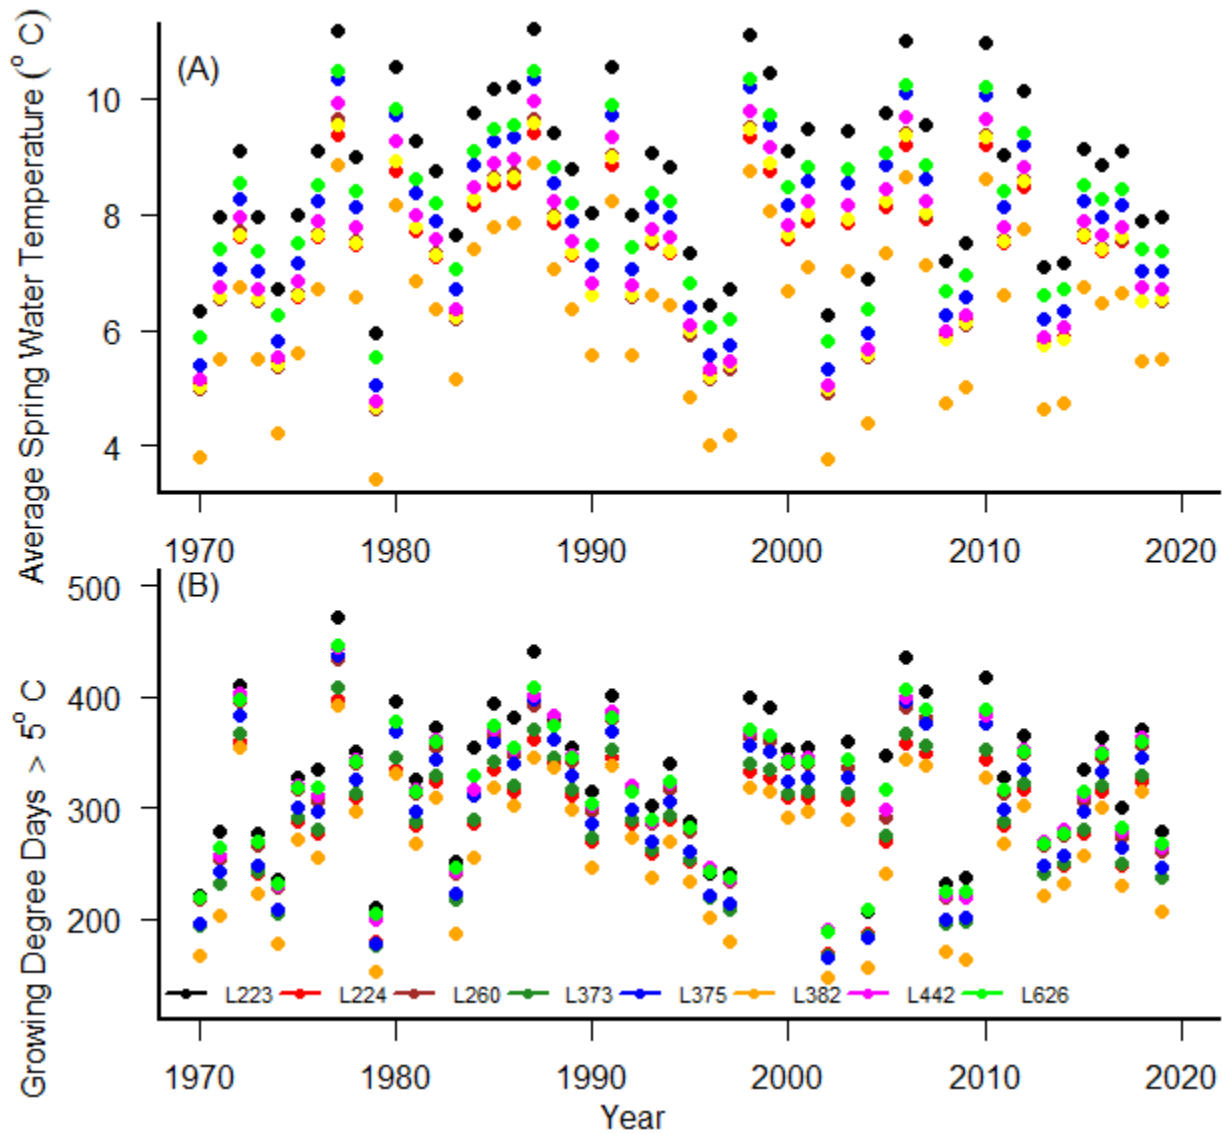 Average Spring Water Temperature (° C)
(A)
10
8
6
4
1970 1980 1990 2000 2010 2020
Growing Degree Days > 5° C
(B)
500
400
300
200
L223 L224 L260 L373 L375 L382 L442 L626
1970 1980 1990 2000 2010 2020
Year